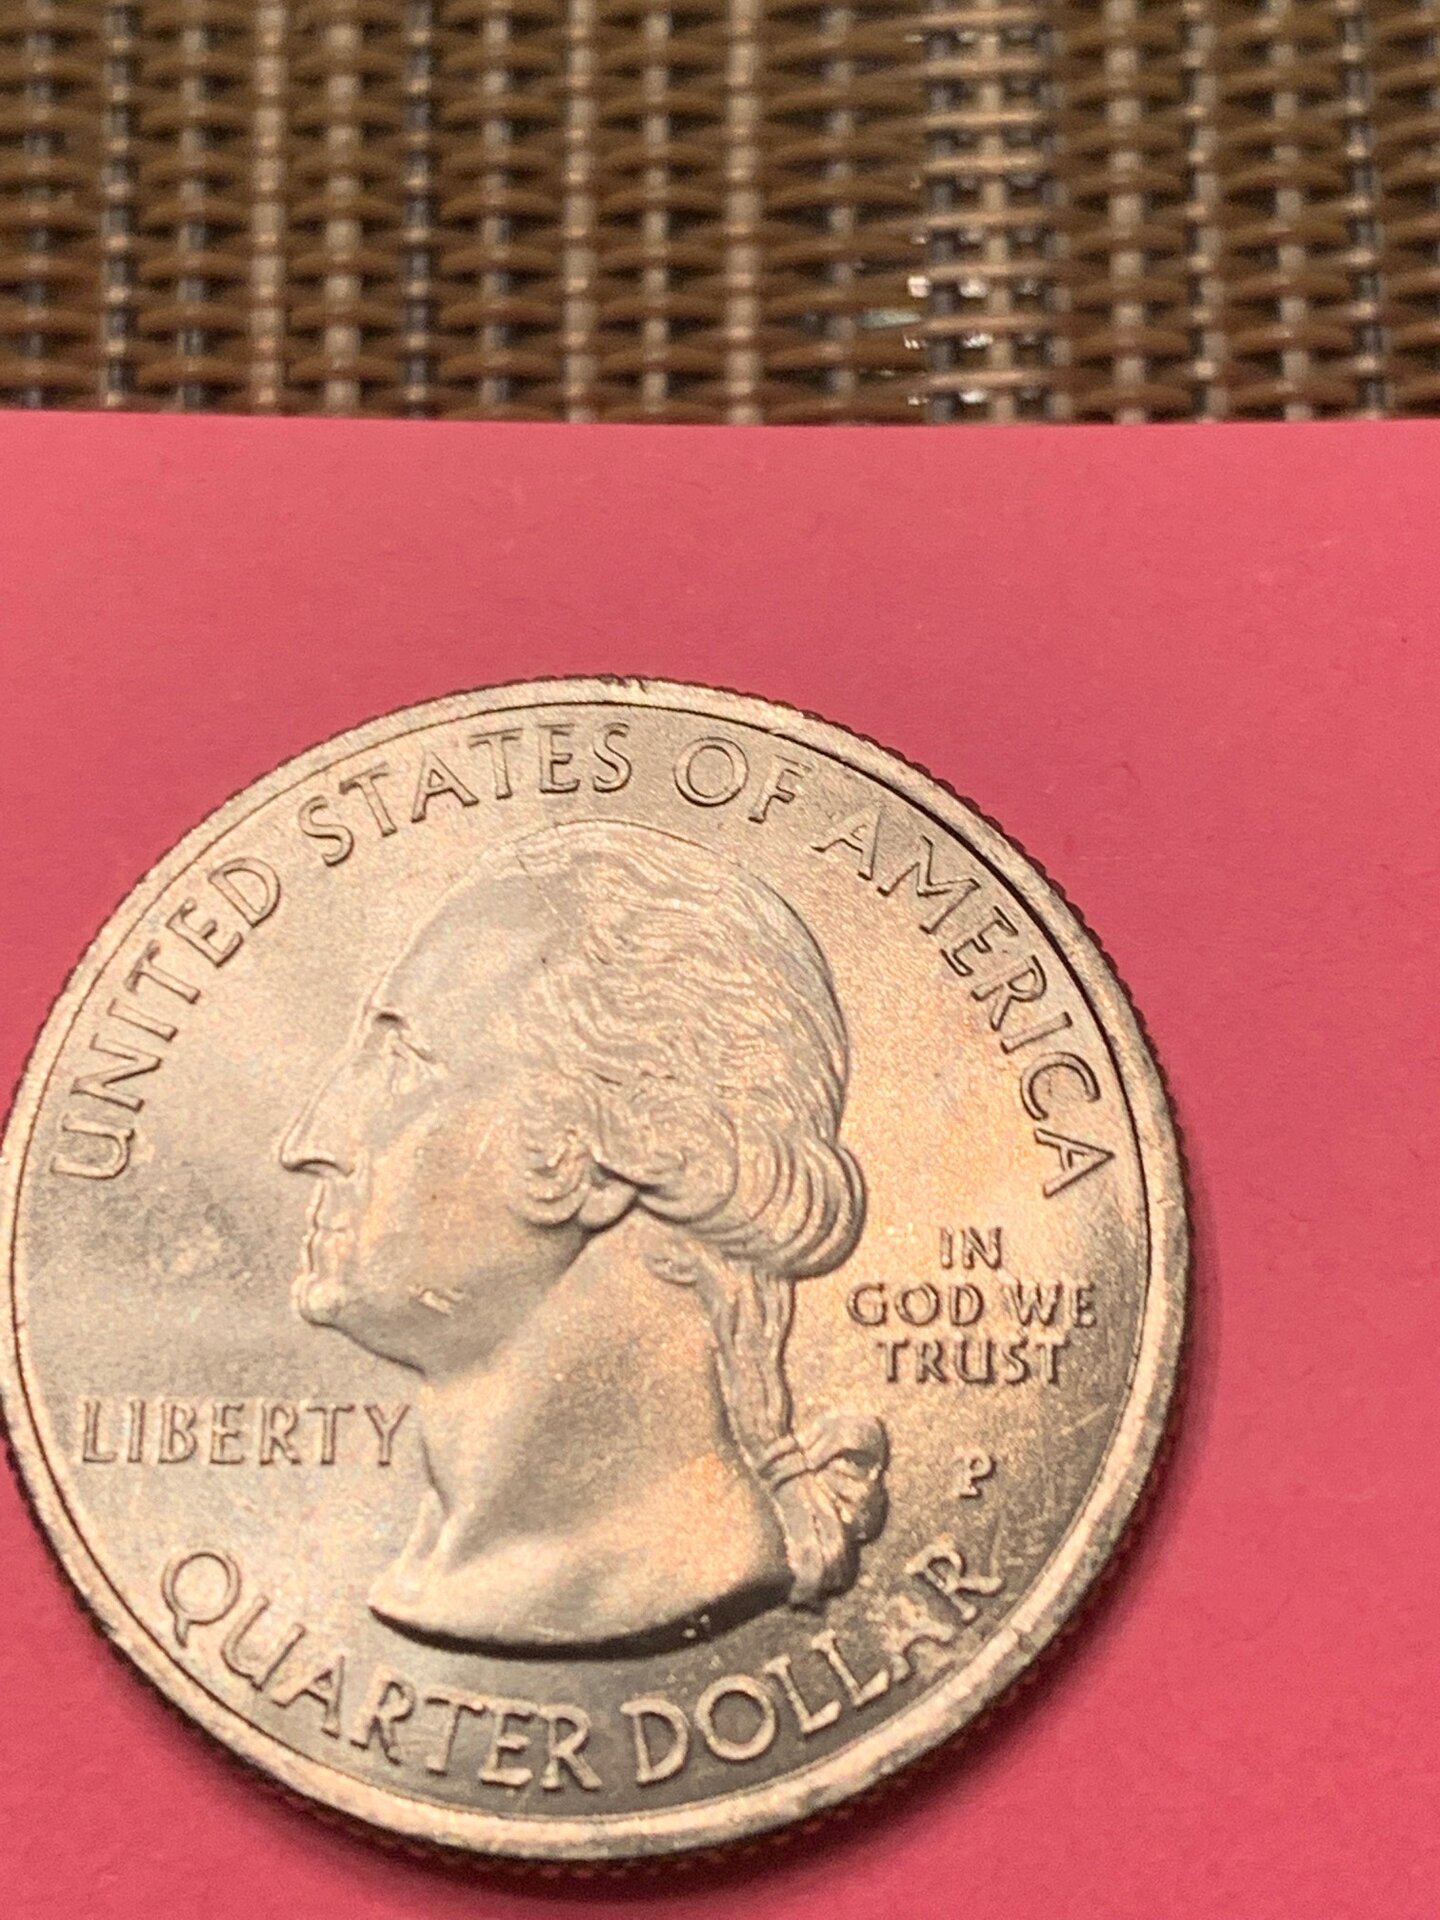 UNITED STATES OF AMERICA
IN
GOD WE
TRUST
LIBERTY
P
QUARTER DOLLAR